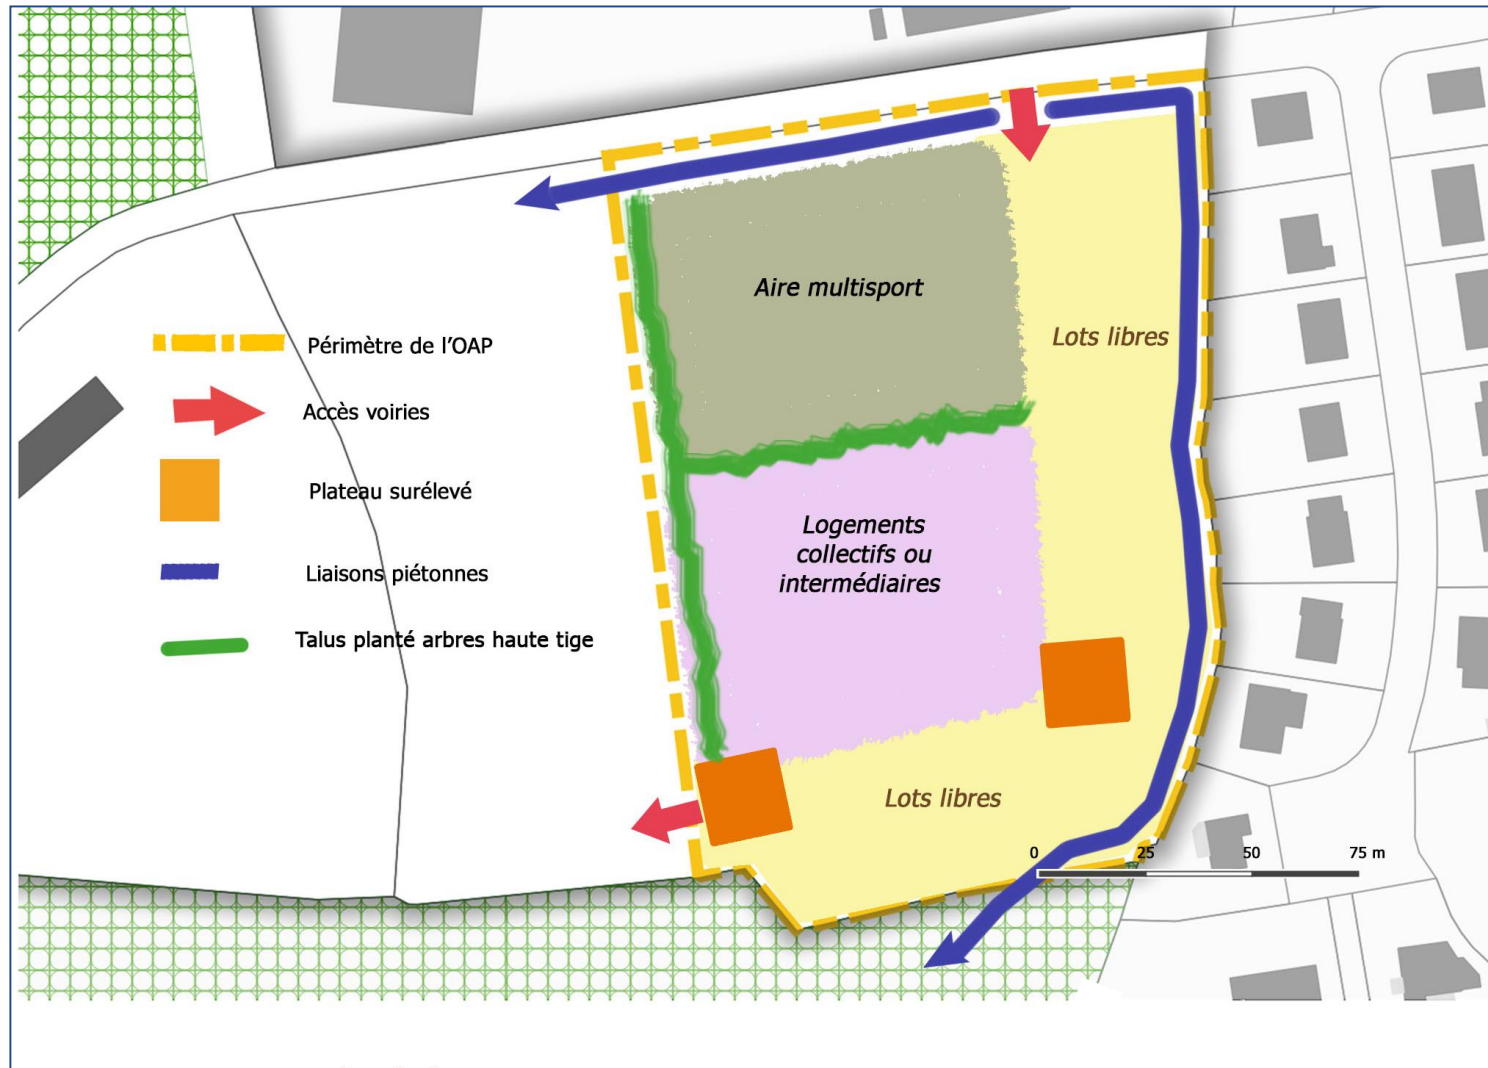 Aire multisport
Lots libres
Périmètre de l'OAP
Accès voiries
Plateau surélevé
Logements
collectifs ou
intermédiaires
Liaisons piétonnes
Talus planté arbres haute tige
Lots libres
0 25 50 75 m